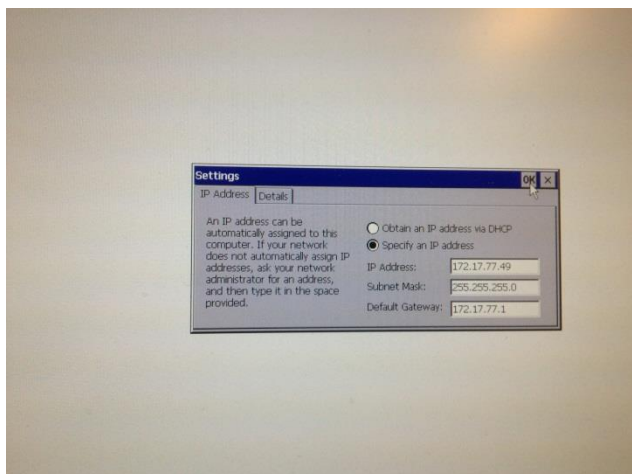 Settings OK ×
IP Address Details
An IP address can be
automatically assigned to this
computer. If your network
does not automatically assign IP
addresses, ask your network
administrator for an address,
and then type it in the space
provided.
Obtain an IP address via DHCP
Specify an IP address
IP Address: 172.17.77.49
Subnet Mask: 255.255.255.0
Default Gateway: 172.17.77.1